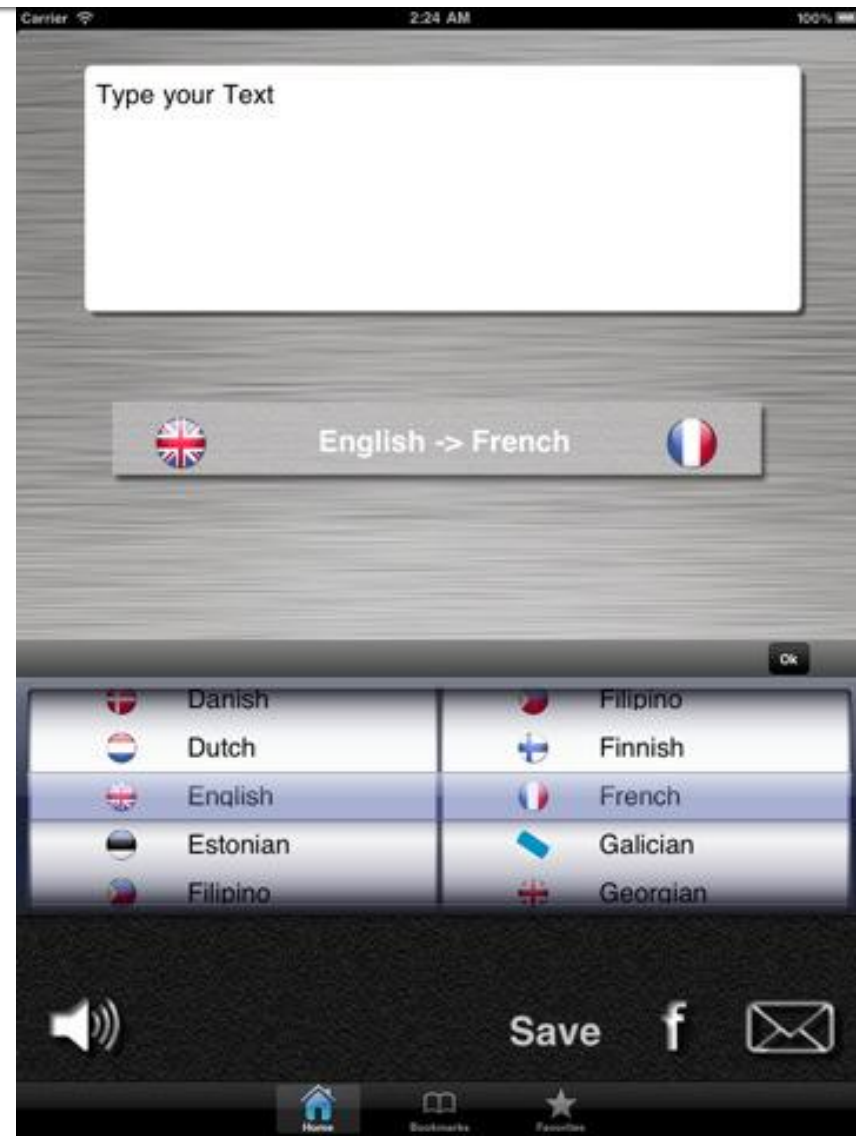 Carrier 2:24 AM 100%
Type your Text
English -> French
Ok
Danish Filipino
Dutch Finnish
English French
Estonian Galician
Filipino Georgian
Save f
Home Bookmarks Favorites